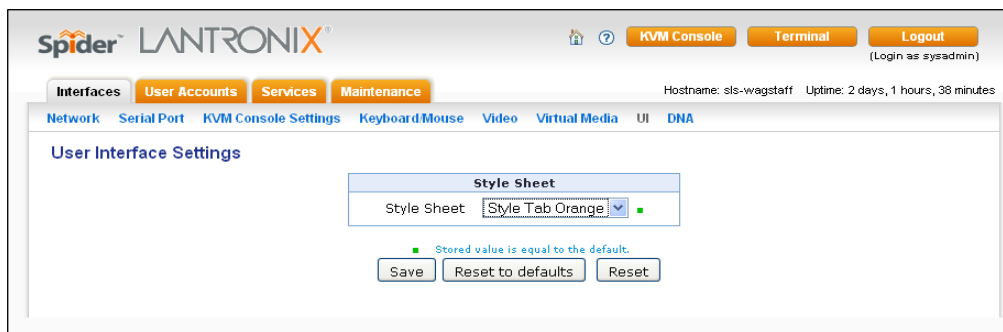 Spider™ LANTRONIX® KVM Console Terminal Logout
(Login as sysadmin)
Interfaces User Accounts Services Maintenance Hostname: sls-wagstaff Uptime: 2 days, 1 hours, 38 minutes
Network Serial Port KVM Console Settings Keyboard/Mouse Video Virtual Media UI DNA
User Interface Settings
Style Sheet
Style Sheet Style Tab Orange
Stored value is equal to the default.
Save Reset to defaults Reset